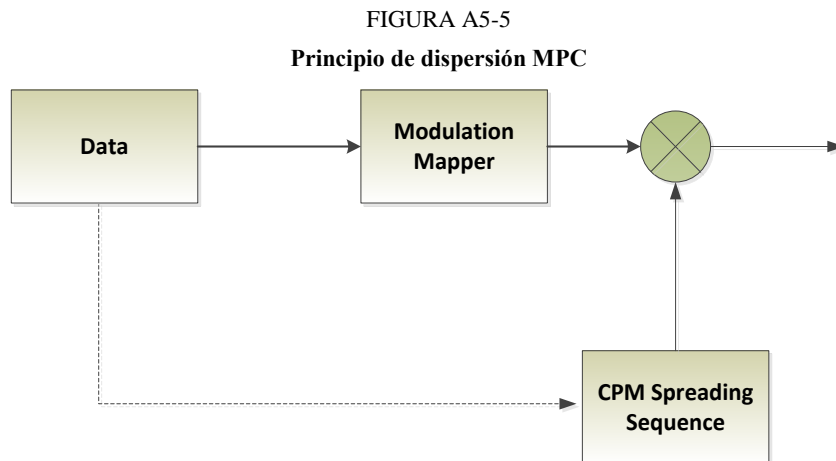 FIGURA A5-5
Principio de dispersión MPC
Data
Modulation
Mapper
CPM Spreading
Sequence